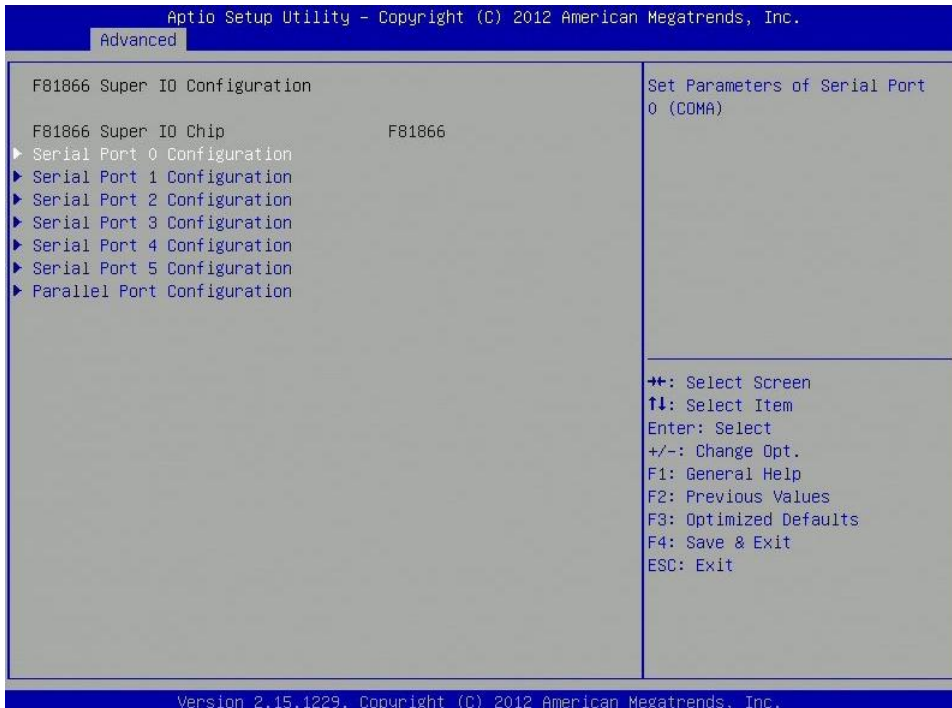 Aptio Setup Utility – Copyright (C) 2012 American Megatrends, Inc.
Advanced
F81866 Super IO Configuration
F81866 Super IO Chip F81866
Serial Port 0 Configuration
Serial Port 1 Configuration
Serial Port 2 Configuration
Serial Port 3 Configuration
Serial Port 4 Configuration
Serial Port 5 Configuration
Parallel Port Configuration
Set Parameters of Serial Port
0 (COMA)
→←: Select Screen
↑↓: Select Item
Enter: Select
+/-: Change Opt.
F1: General Help
F2: Previous Values
F3: Optimized Defaults
F4: Save & Exit
ESC: Exit
Version 2.15.1229. Copyright (C) 2012 American Megatrends, Inc.